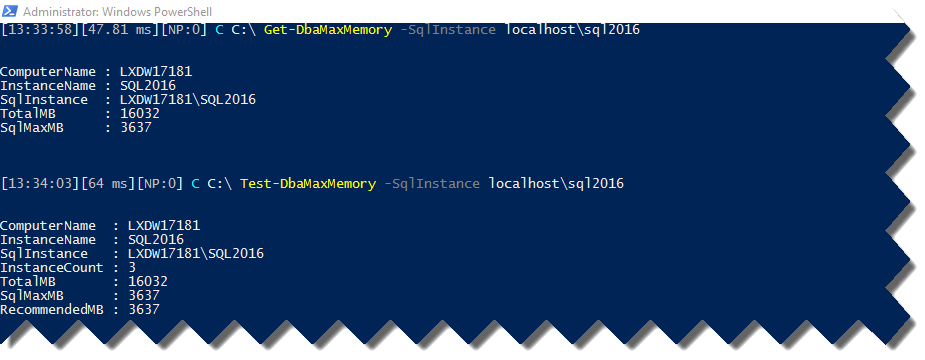 Administrator: Windows PowerShell
[13:33:58][47.81 ms][NP:0] C C:\ Get-DbaMaxMemory -SqlInstance localhost\sql2016
ComputerName : LXDW17181
InstanceName : SQL2016
SqlInstance  : LXDW17181\SQL2016
TotalMB      : 16032
SqlMaxMB     : 3637
[13:34:03][64 ms][NP:0] C C:\ Test-DbaMaxMemory -SqlInstance localhost\sql2016
ComputerName  : LXDW17181
InstanceName  : SQL2016
SqlInstance   : LXDW17181\SQL2016
InstanceCount : 3
TotalMB       : 16032
SqlMaxMB      : 3637
RecommendedMB : 3637